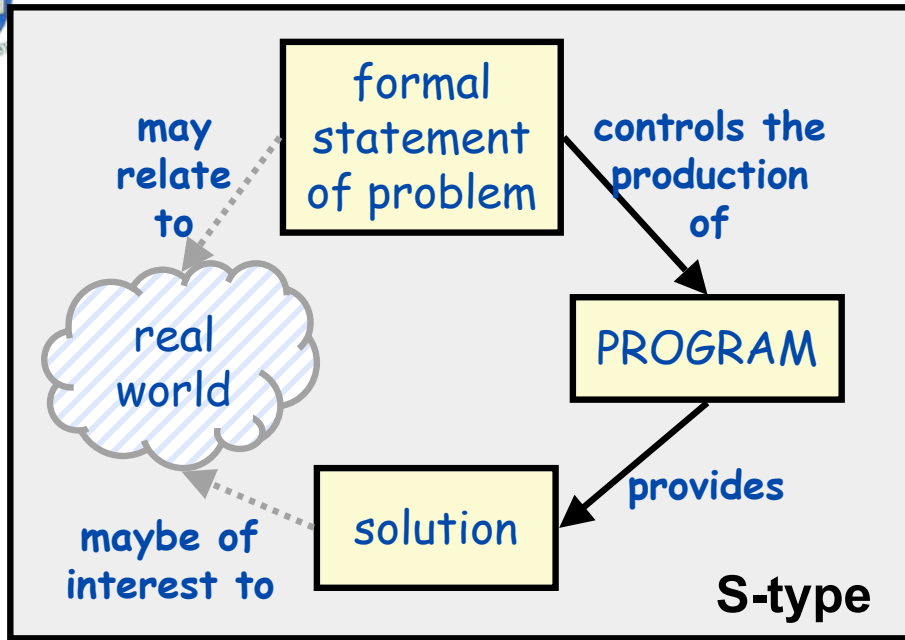 formal
statement
of problem
may
relate
to
controls the
production
of
real
world
PROGRAM
provides
solution
maybe of
interest to
S-type